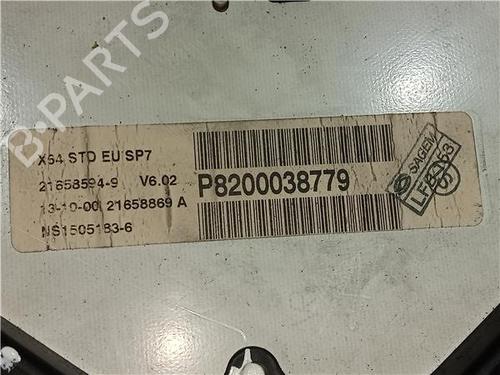 B-PARTS
X64 STD EU SP7
21658594-9 V6.02
13-10-00 21658869 A
NS1505183-6
P8200038779
SAGEM